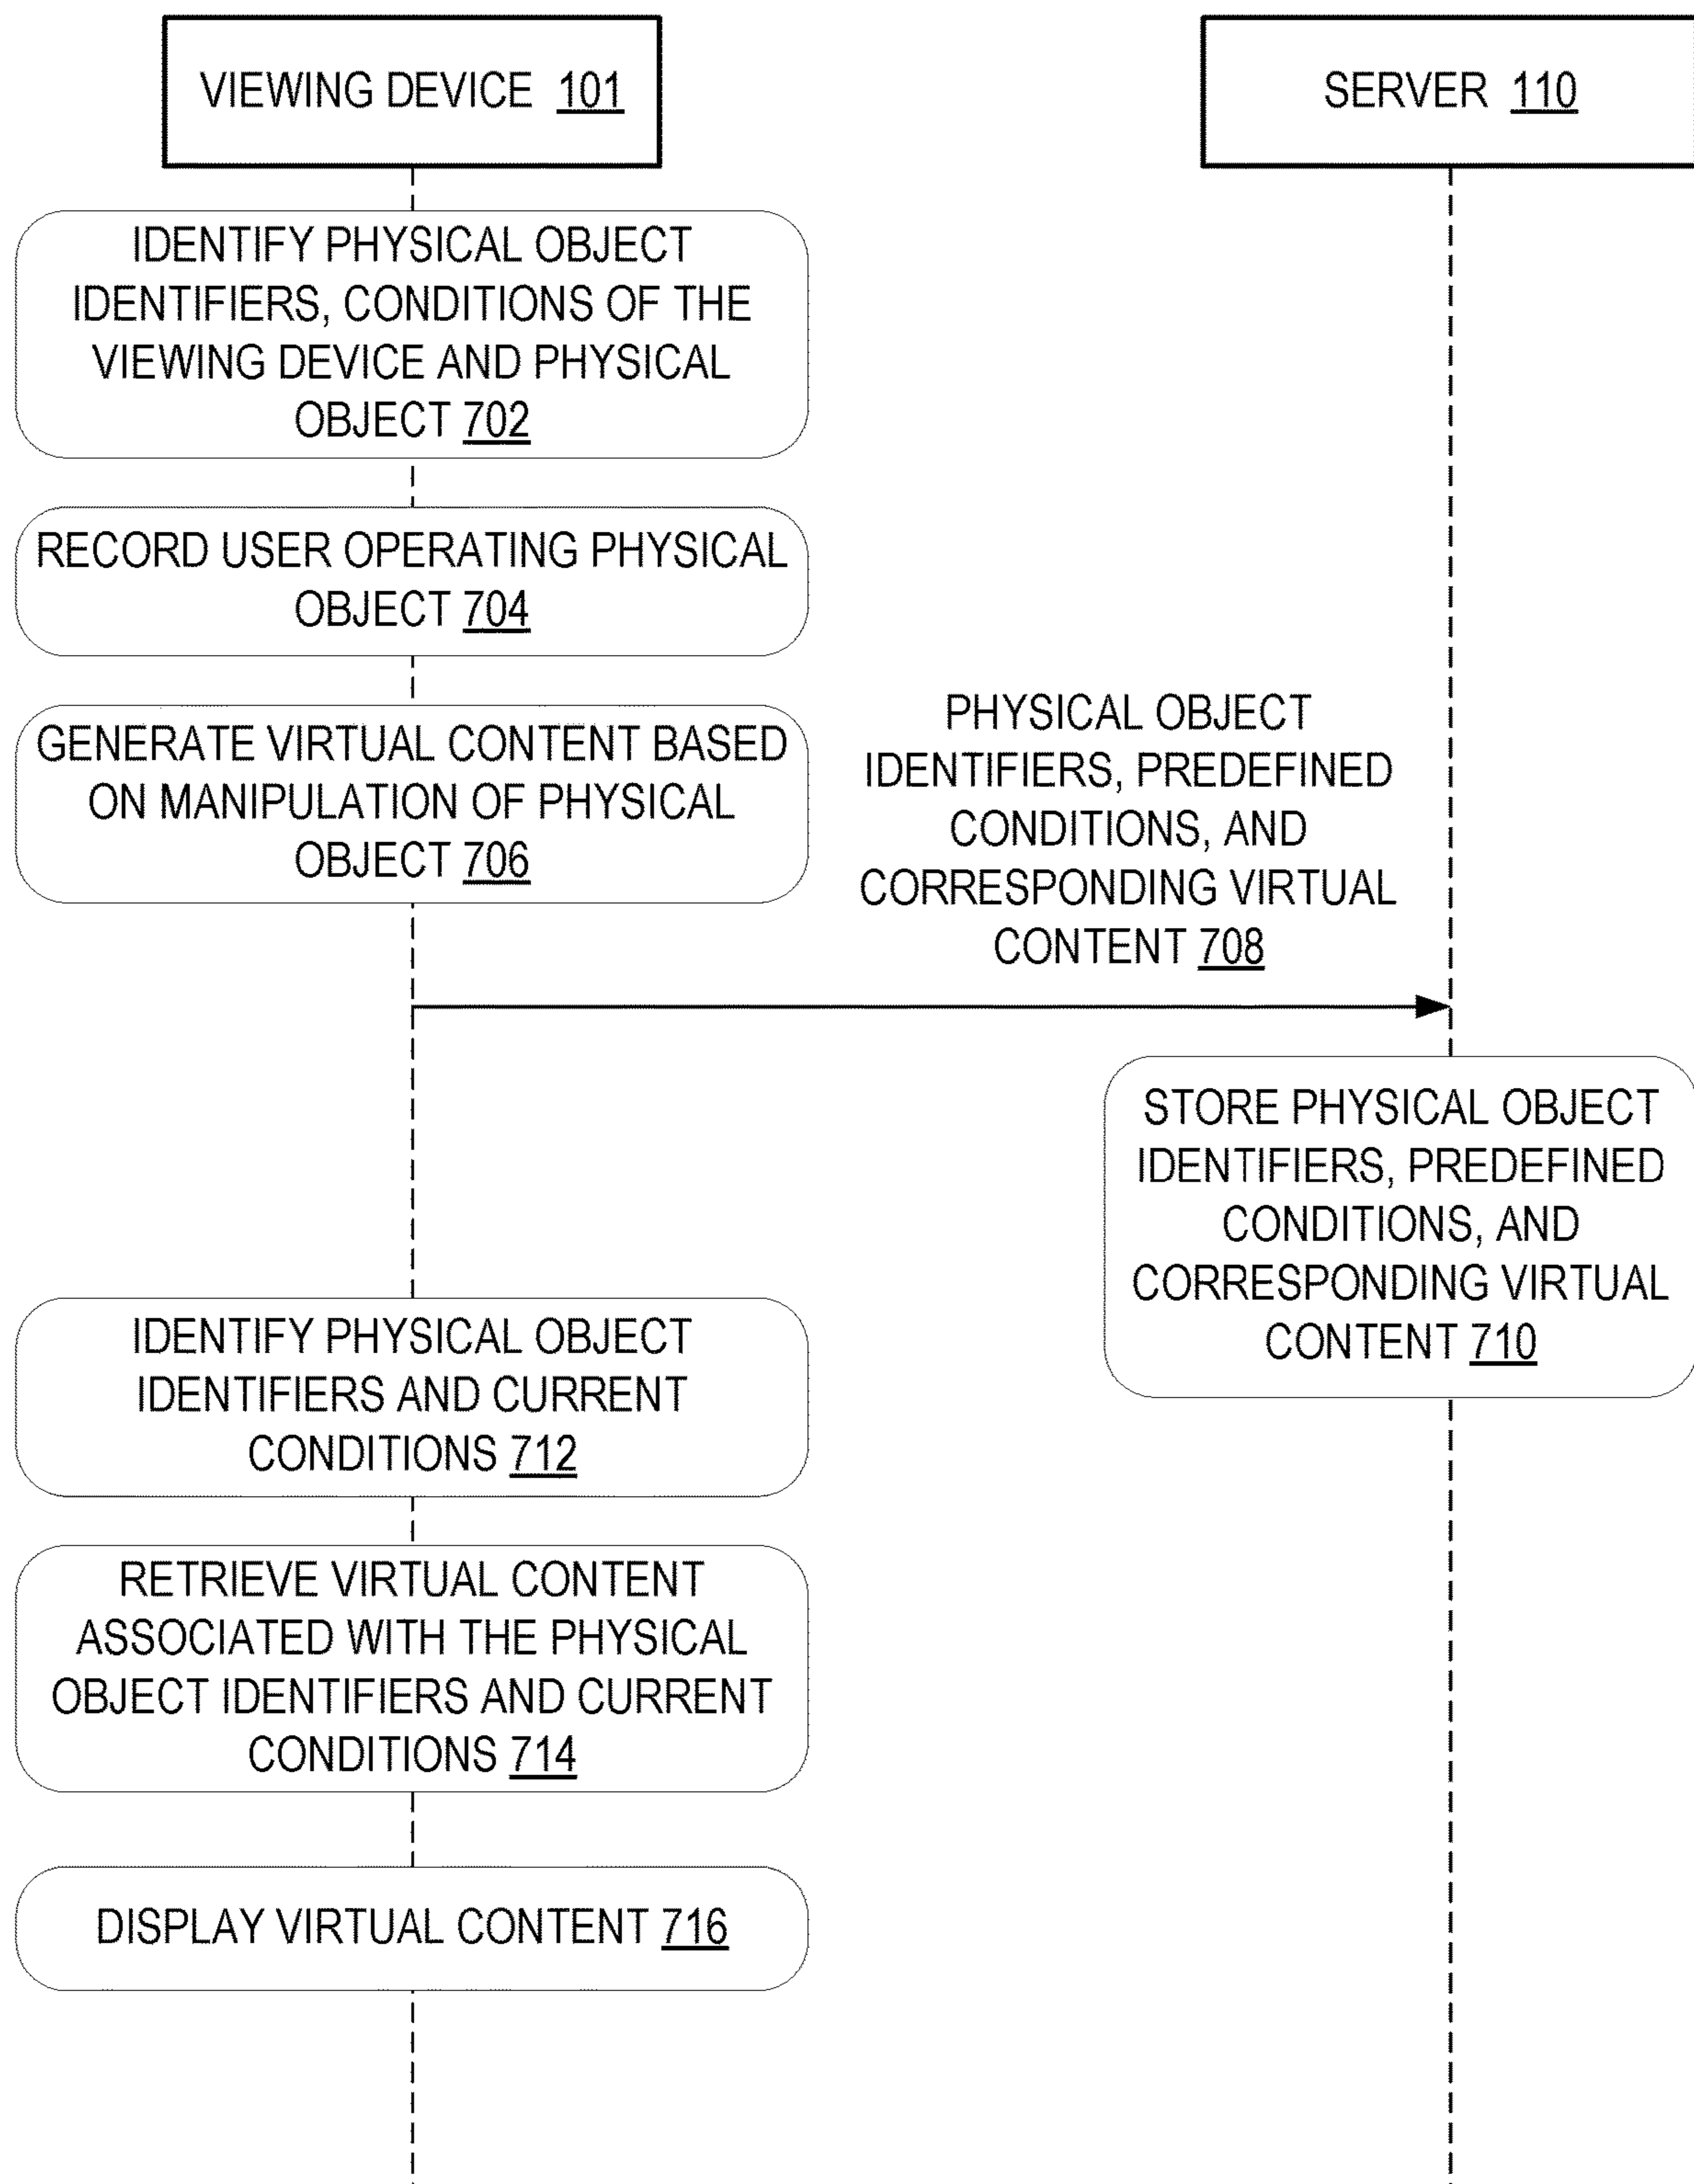 VIEWING DEVICE 101
SERVER 110
IDENTIFY PHYSICAL OBJECT
IDENTIFIERS, CONDITIONS OF THE
VIEWING DEVICE AND PHYSICAL
OBJECT 702
RECORD USER OPERATING PHYSICAL
OBJECT 704
GENERATE VIRTUAL CONTENT BASED
ON MANIPULATION OF PHYSICAL
OBJECT 706
PHYSICAL OBJECT
IDENTIFIERS, PREDEFINED
CONDITIONS, AND
CORRESPONDING VIRTUAL
CONTENT 708
STORE PHYSICAL OBJECT
IDENTIFIERS, PREDEFINED
CONDITIONS, AND
CORRESPONDING VIRTUAL
CONTENT 710
IDENTIFY PHYSICAL OBJECT
IDENTIFIERS AND CURRENT
CONDITIONS 712
RETRIEVE VIRTUAL CONTENT
ASSOCIATED WITH THE PHYSICAL
OBJECT IDENTIFIERS AND CURRENT
CONDITIONS 714
DISPLAY VIRTUAL CONTENT 716